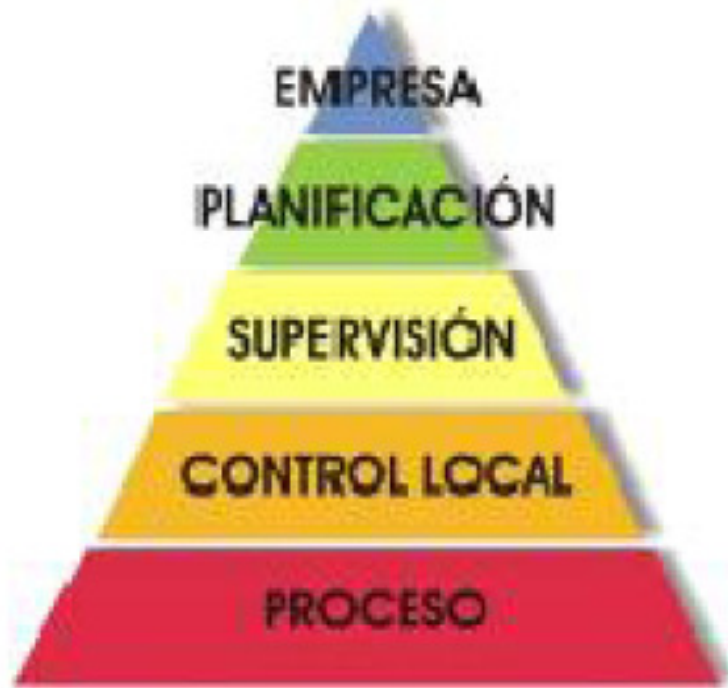 EMPRESA
PLANIFICACIÓN
SUPERVISIÓN
CONTROL LOCAL
PROCESO